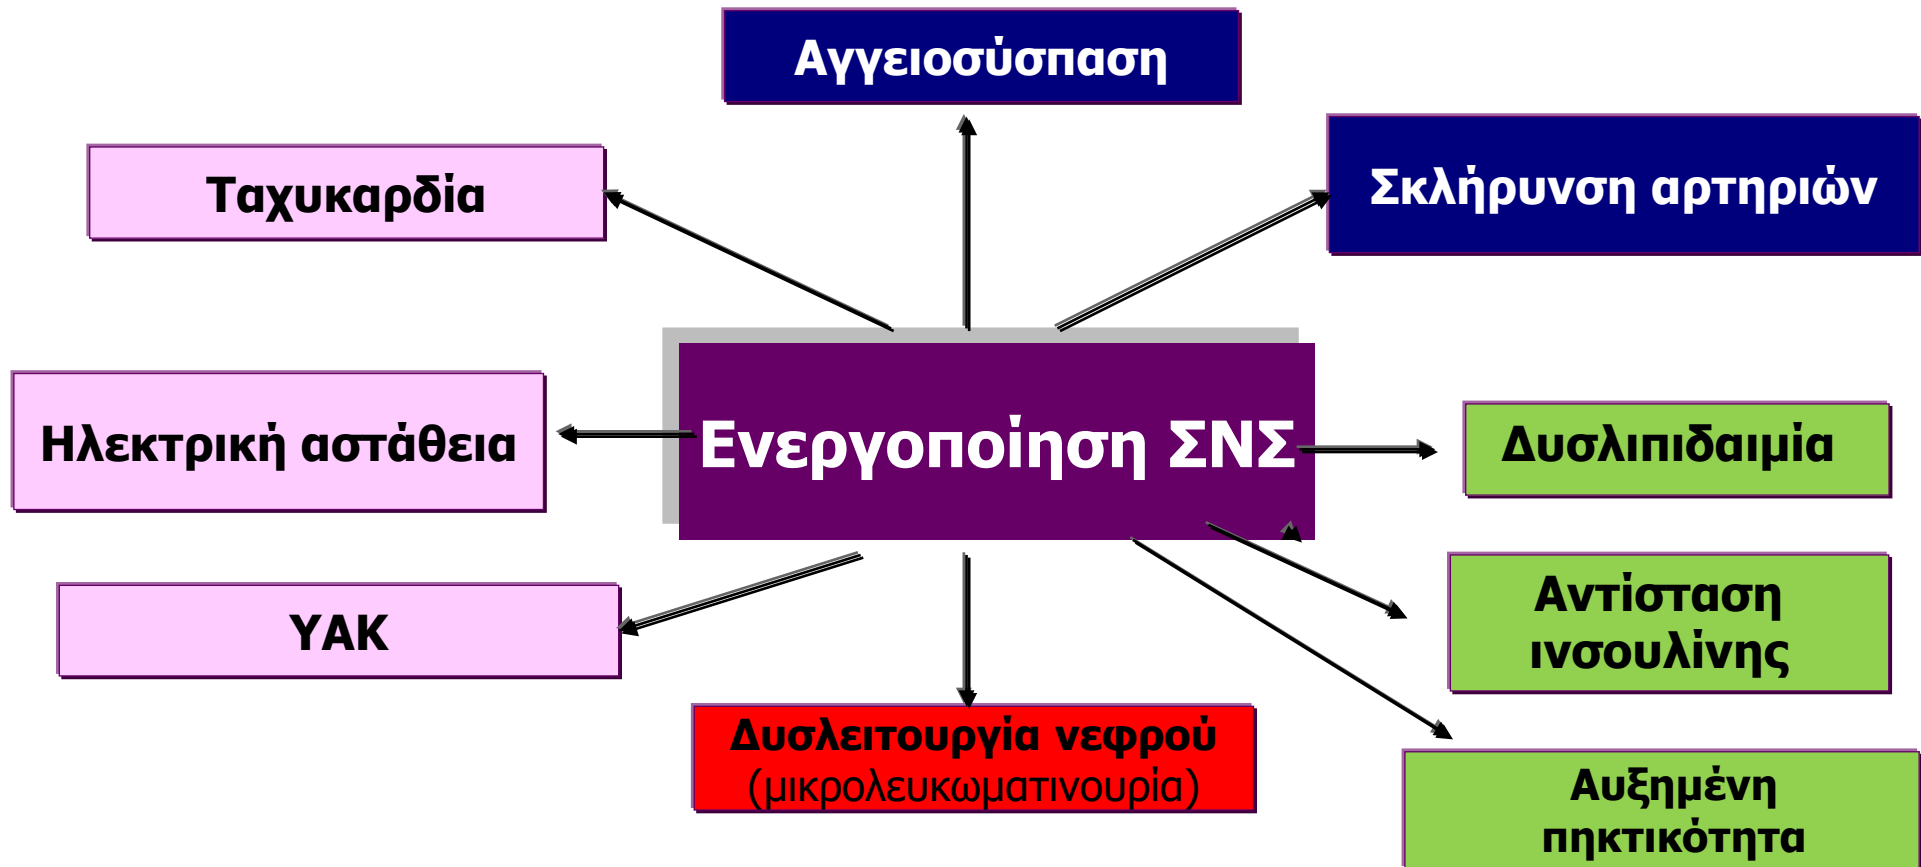 Αγγειοσύσπαση
Ταχυκαρδία
Σκλήρυνση αρτηριών
Ηλεκτρική αστάθεια
Ενεργοποίηση ΣΝΣ
Δυσλιπιδαιμία
ΥΑΚ
Αντίσταση
ινσουλίνης
Δυσλειτουργία νεφρού
(μικρολευκωματινουρία)
Αυξημένη
πηκτικότητα